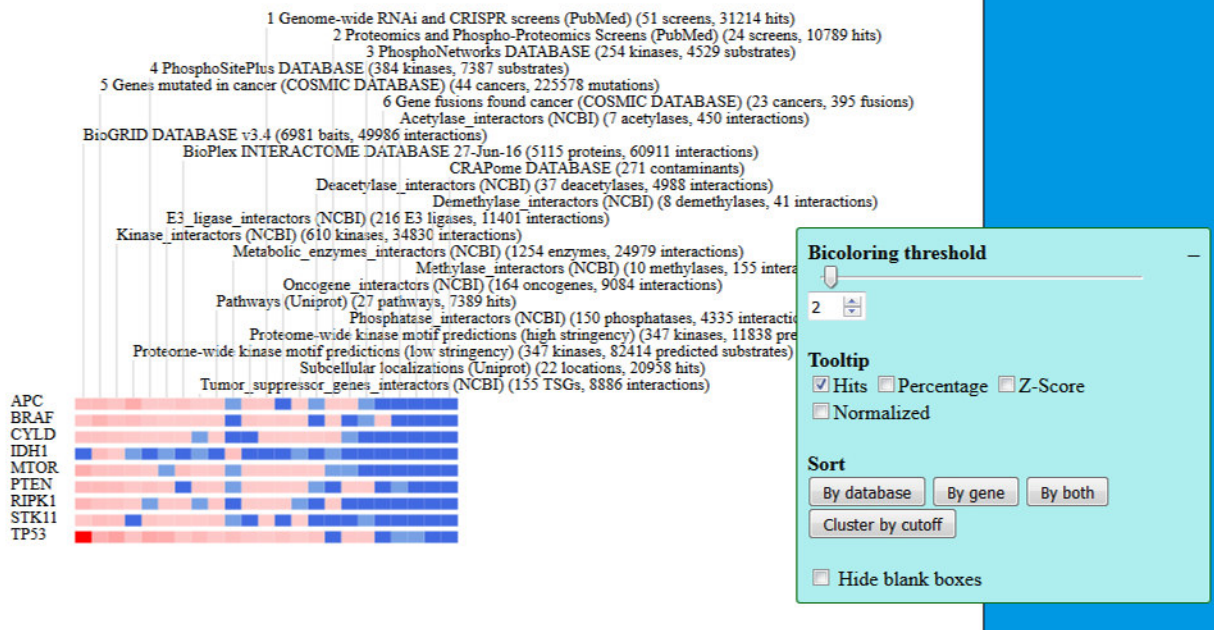 1 Genome-wide RNAi and CRISPR screens (PubMed) (51 screens, 31214 hits)
2 Proteomics and Phospho-Proteomics Screens (PubMed) (24 screens, 10789 hits)
3 PhosphoNetworks DATABASE (254 kinases, 4529 substrates)
4 PhosphoSitePlus DATABASE (384 kinases, 7387 substrates)
5 Genes mutated in cancer (COSMIC DATABASE) (44 cancers, 225578 mutations)
6 Gene fusions found cancer (COSMIC DATABASE) (23 cancers, 395 fusions)
Acetylase_interactors (NCBI) (7 acetylases, 450 interactions)
BioGRID DATABASE v3.4 (6981 baits, 49986 interactions)
BioPlex INTERACTOME DATABASE 27-Jun-16 (5115 proteins, 60911 interactions)
CRAPome DATABASE (271 contaminants)
Deacetylase_interactors (NCBI) (37 deacetylases, 4988 interactions)
Demethylase_interactors (NCBI) (8 demethylases, 41 interactions)
E3_ligase_interactors (NCBI) (216 E3 ligases, 11401 interactions)
Kinase_interactors (NCBI) (610 kinases, 34830 interactions)
Metabolic_enzymes_interactors (NCBI) (1254 enzymes, 24979 interactions)
Methylase_interactors (NCBI) (10 methylases, 155 intera
Oncogene_interactors (NCBI) (164 oncogenes, 9084 interactions)
Pathways (Uniprot) (27 pathways, 7389 hits)
Phosphatase_interactors (NCBI) (150 phosphatases, 4335 interactio
Proteome-wide kinase motif predictions (high stringency) (347 kinases, 11838 pre
Proteome-wide kinase motif predictions (low stringency) (347 kinases, 82414 predicted substrates)
Subcellular localizations (Uniprot) (22 locations, 20958 hits)
Tumor_suppressor_genes_interactors (NCBI) (155 TSGs, 8886 interactions)
APC
BRAF
CYLD
IDH1
MTOR
PTEN
RIPK1
STK11
TP53
Bicoloring threshold
2
Tooltip
Hits Percentage Z-Score
Normalized
Sort
By database By gene By both
Cluster by cutoff
Hide blank boxes